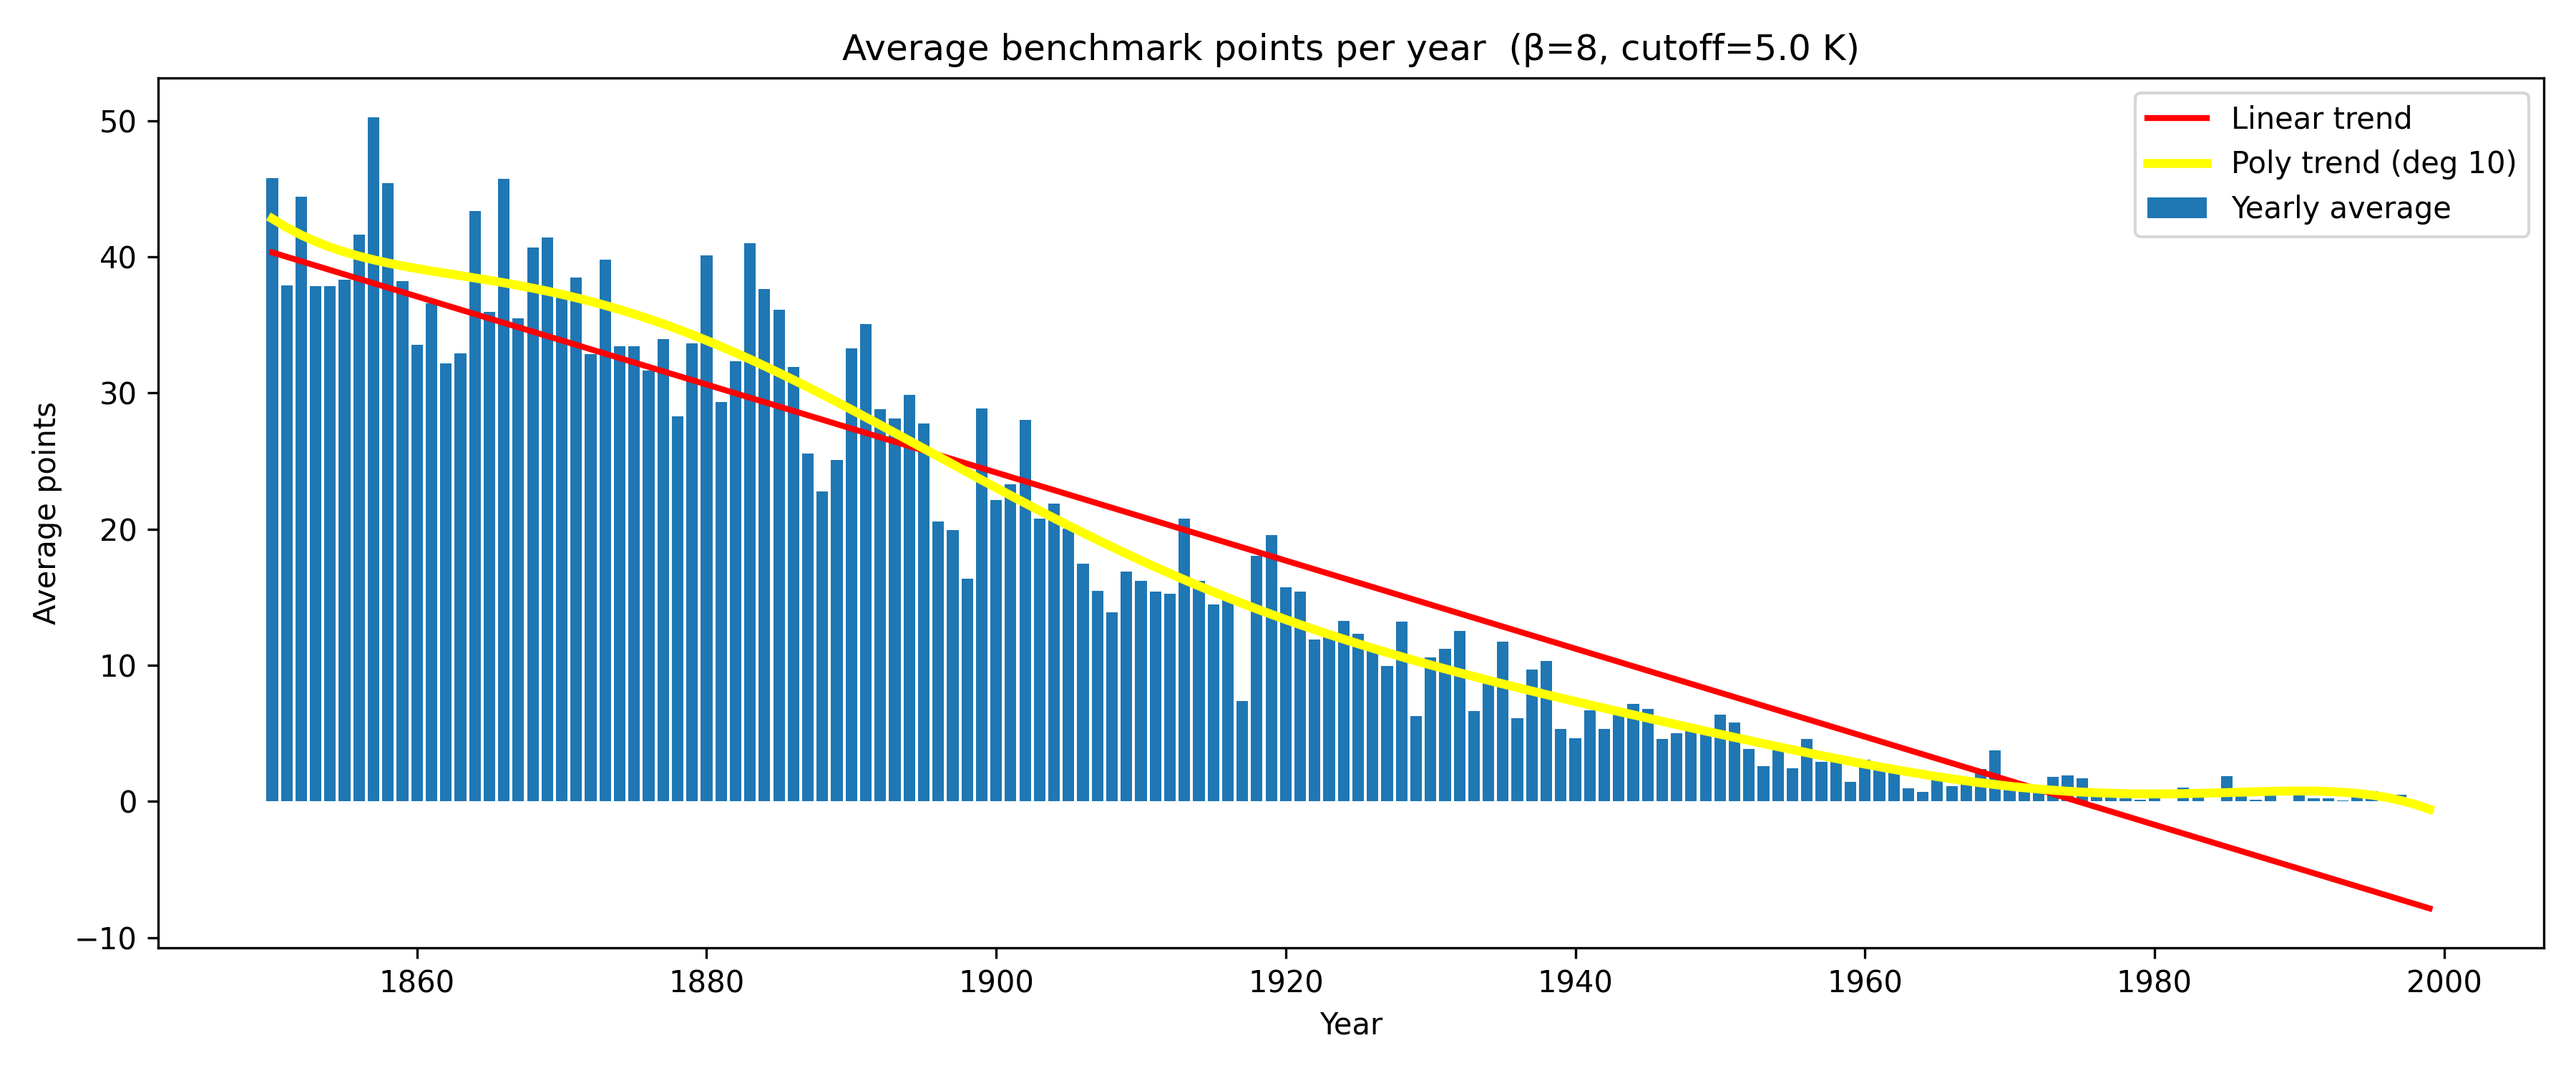 Average benchmark points per year (β=8, cutoff=5.0 K)
Linear trend
Poly trend (deg 10)
Yearly average
Average points
50
40
30
20
10
0
−10
1860 1880 1900 1920 1940 1960 1980 2000
Year